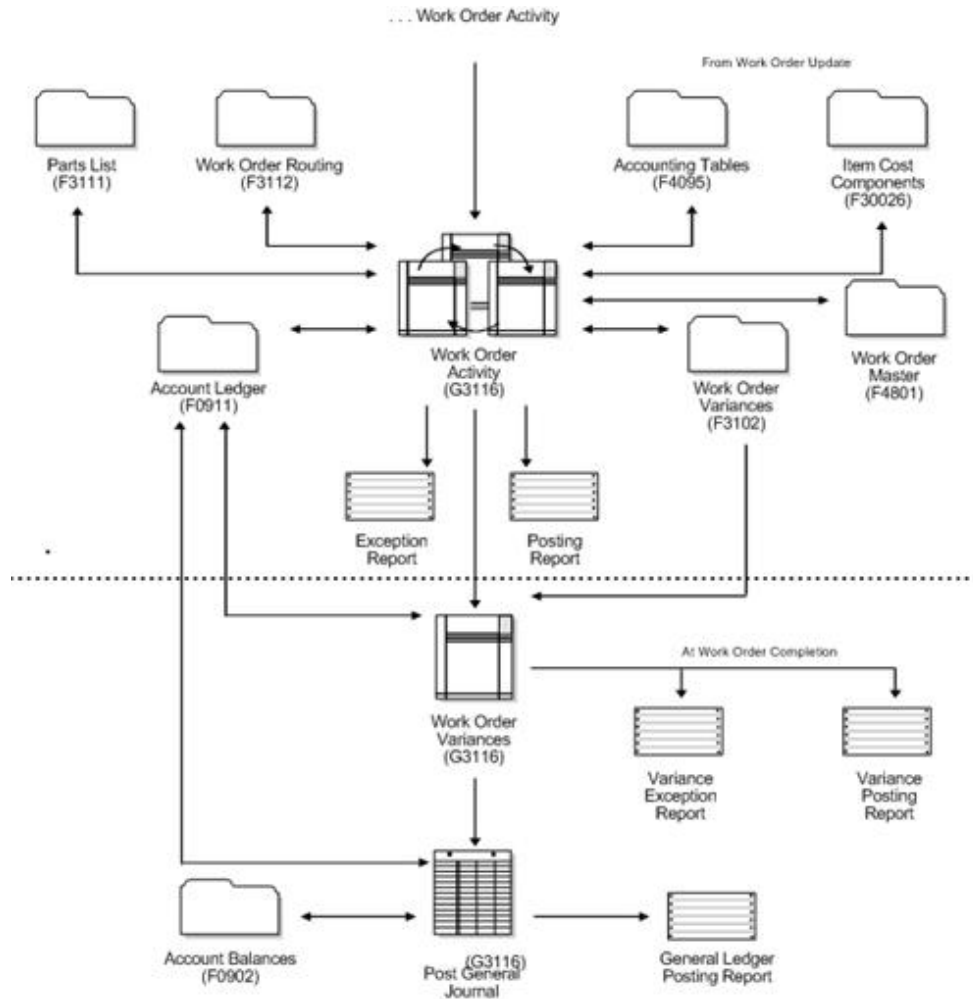 . . . Work Order Activity
From Work Order Update
Parts List
(F3111)
Work Order Routing
(F3112)
Accounting Tables
(F4095)
Item Cost
Components
(F30026)
Account Ledger
(F0911)
Work Order
Activity
(G3116)
Work Order
Variances
(F3102)
Work Order
Master
(F4801)
Exception
Report
Posting
Report
At Work Order Completion
Work Order
Variances
(G3116)
Variance
Exception
Report
Variance
Posting
Report
Account Balances
(F0902)
(G3116)
Post General
Journal
General Ledger
Posting Report